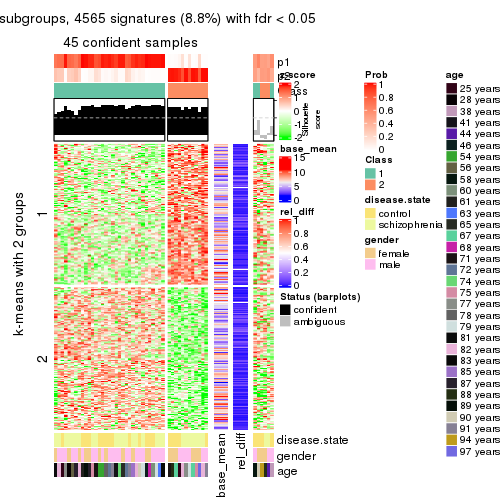 subgroups, 4565 signatures (8.8%) with fdr < 0.05
45 confident samples
p1
p2
Class
z-score
2
1
0
-1
-2
Silhouette
score
k-means with 2 groups
1
2
base_mean
15
10
5
0
rel_diff
1
0.8
0.6
0.4
0.2
0
Status (barplots)
confident
ambiguous
Prob
1
0.8
0.6
0.4
0.2
0
Class
1
2
disease.state
control
schizophrenia
gender
female
male
age
25 years
28 years
38 years
41 years
44 years
46 years
54 years
56 years
58 years
60 years
61 years
63 years
65 years
67 years
68 years
71 years
72 years
74 years
75 years
77 years
78 years
79 years
81 years
82 years
83 years
85 years
87 years
88 years
89 years
90 years
91 years
94 years
97 years
disease.state
gender
age
base_mean
rel_diff